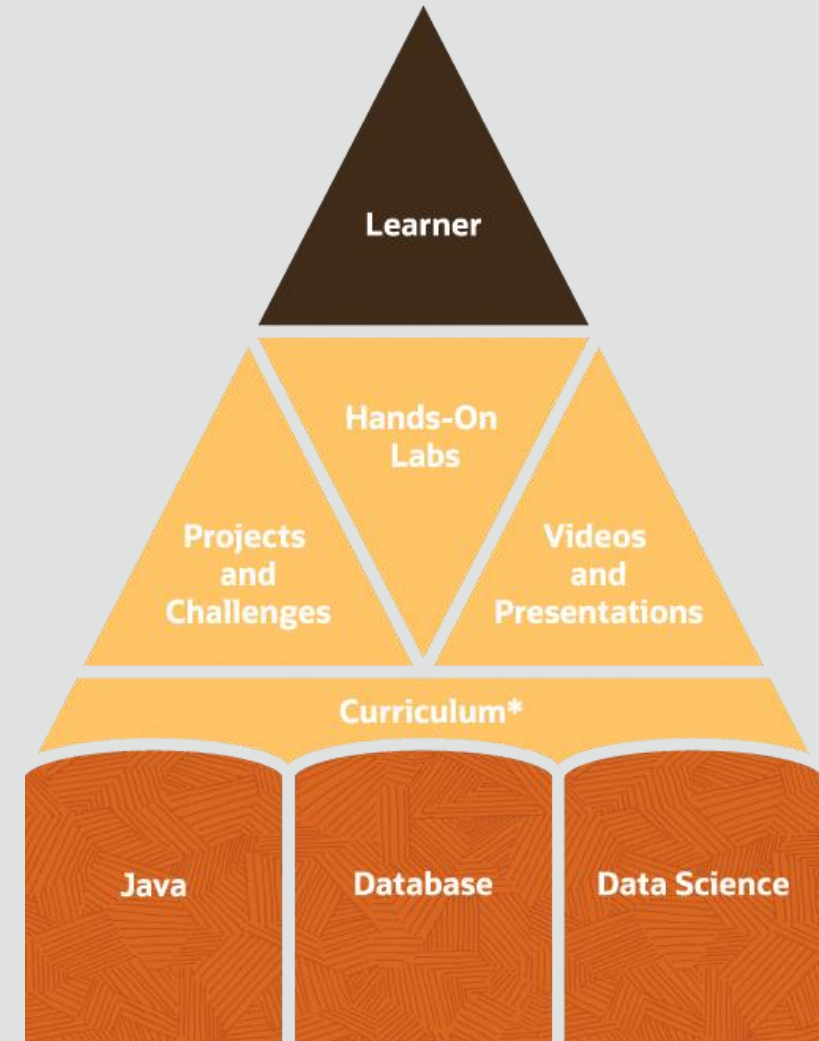 Learner
Hands-On
Labs
Projects
and
Challenges
Videos
and
Presentations
Curriculum*
Java
Database
Data Science